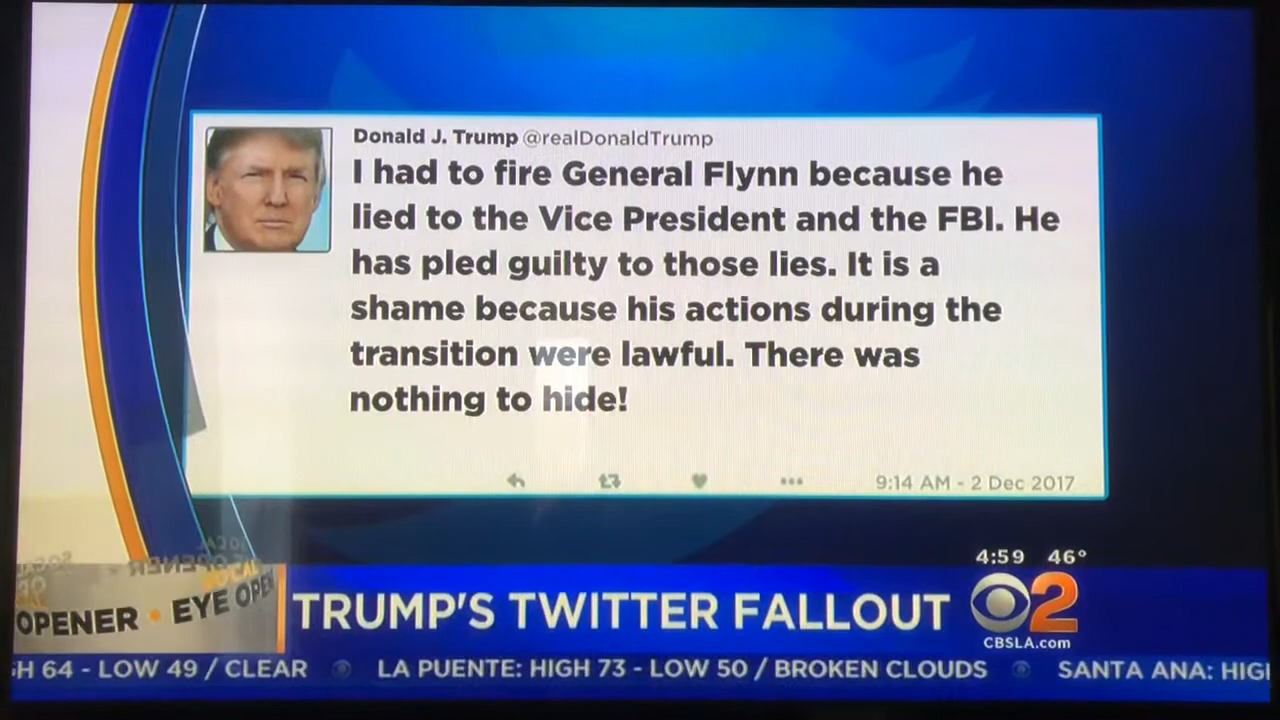 Donald J. Trump @realDonaldTrump
I had to fire General Flynn because he
lied to the Vice President and the FBI. He
has pled guilty to those lies. It is a
shame because his actions during the
transition were lawful. There was
nothing to hide!
9:14 AM - 2 Dec 2017
4:59 46°
2
CBSLA.com
OPENER • EYE OPEN
TRUMP'S TWITTER FALLOUT
H 64 - LOW 49 / CLEAR LA PUENTE: HIGH 73 - LOW 50 / BROKEN CLOUDS SANTA ANA: HIG